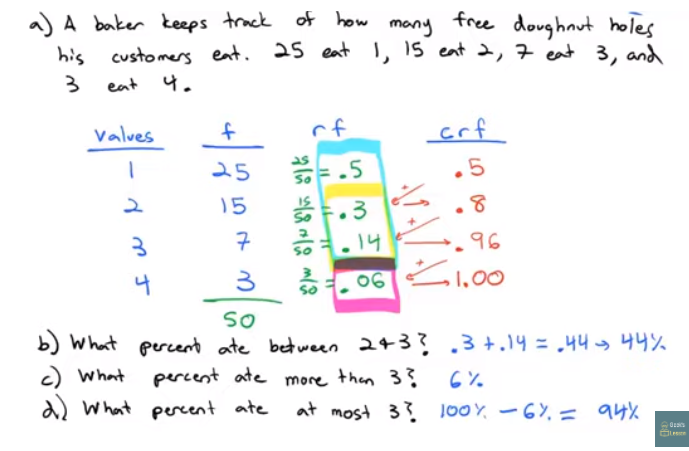 a) A baker keeps track of how many free doughnut holes
his customers eat. 25 eat 1, 15 eat 2, 7 eat 3, and
3 eat 4.
values f rf crf
1 25 25/50 = .5 .5
2 15 15/50 = .3 + .8
3 7 7/50 = .14 + .96
4 3 3/50 = .06 + 1.00
50
b) What percent ate between 2 & 3? .3 + .14 = .44 → 44%
c) What percent ate more than 3? 6%
d) What percent ate at most 3? 100% - 6% = 94%